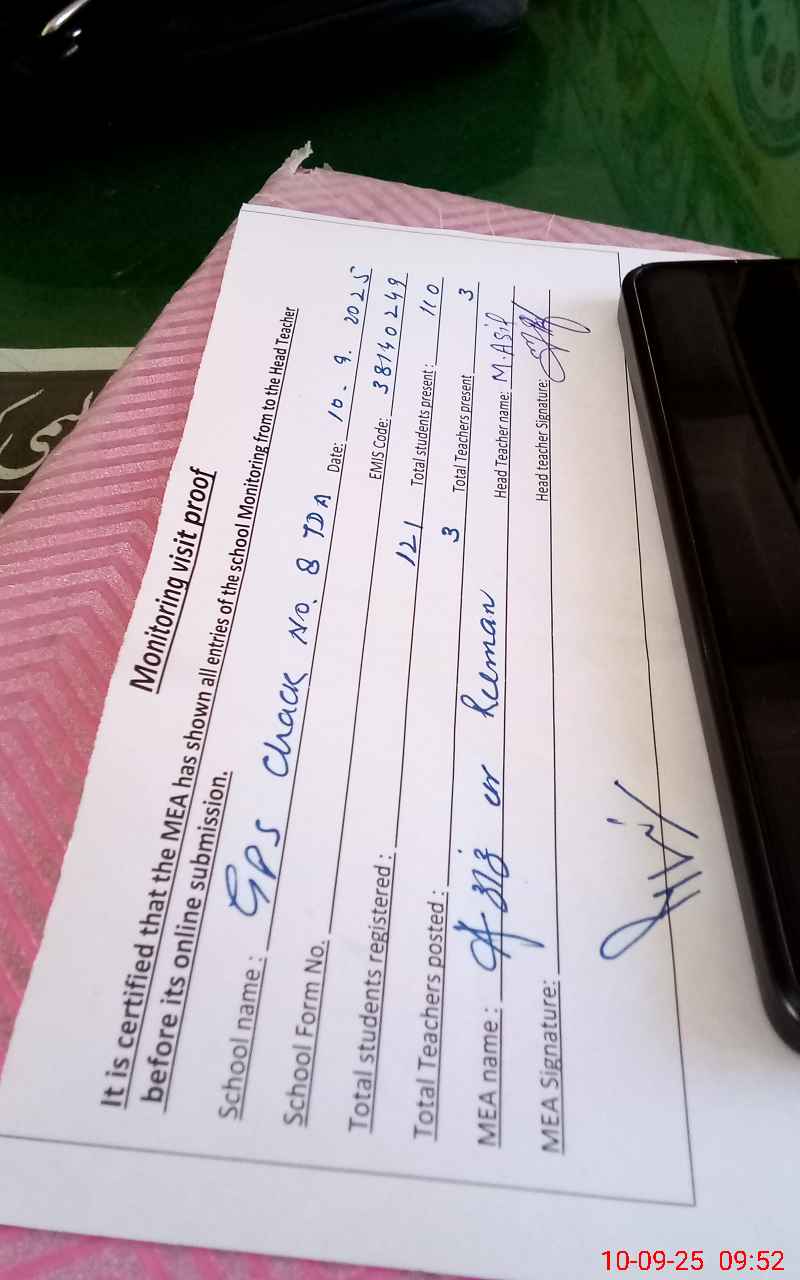 Monitoring visit proof
It is certified that the MEA has shown all entries of the school Monitoring from to the Head Teacher
before its online submission.
School name : GPS Chack No. 8 TDA Date: 10 - 9. 2025
School Form No. EMIS Code: 38140249
Total students registered : 121 Total students present : 110
Total Teachers posted : 3 Total Teachers present 3
MEA name : ur Rehman Head Teacher name: M.Asif
MEA Signature: Head teacher Signature:
10-09-25 09:52